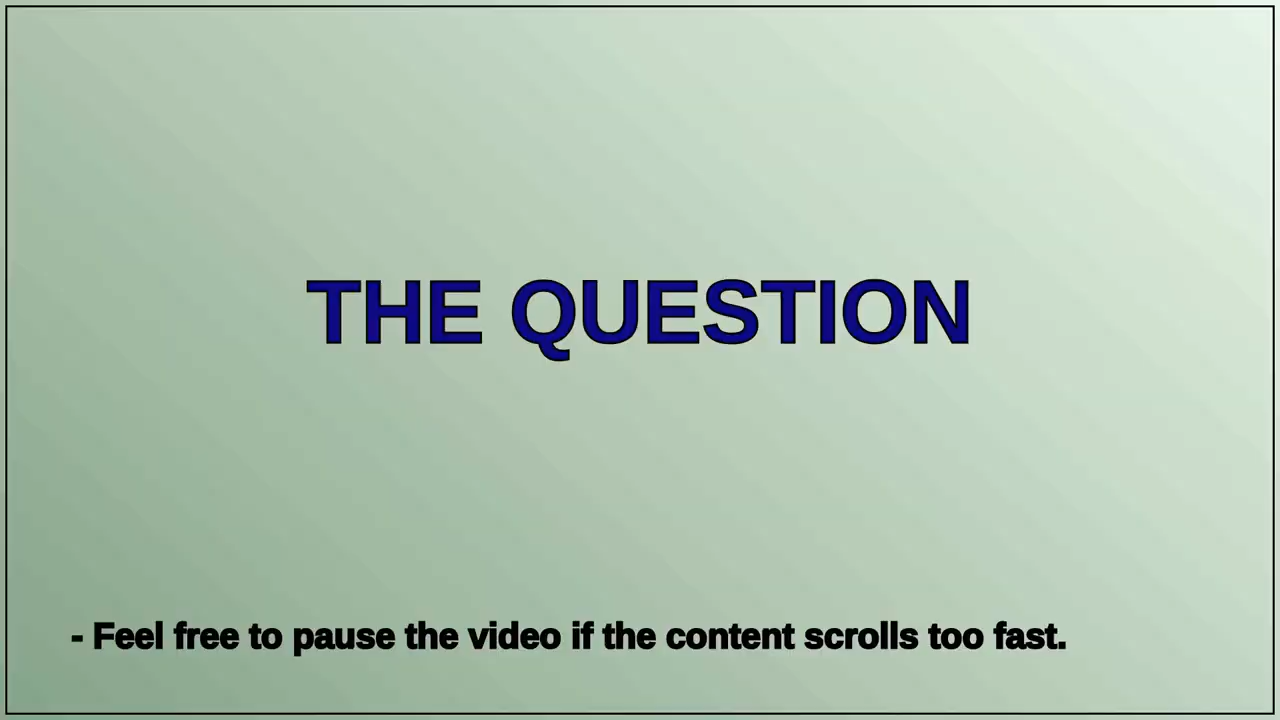 THE QUESTION
- Feel free to pause the video if the content scrolls too fast.